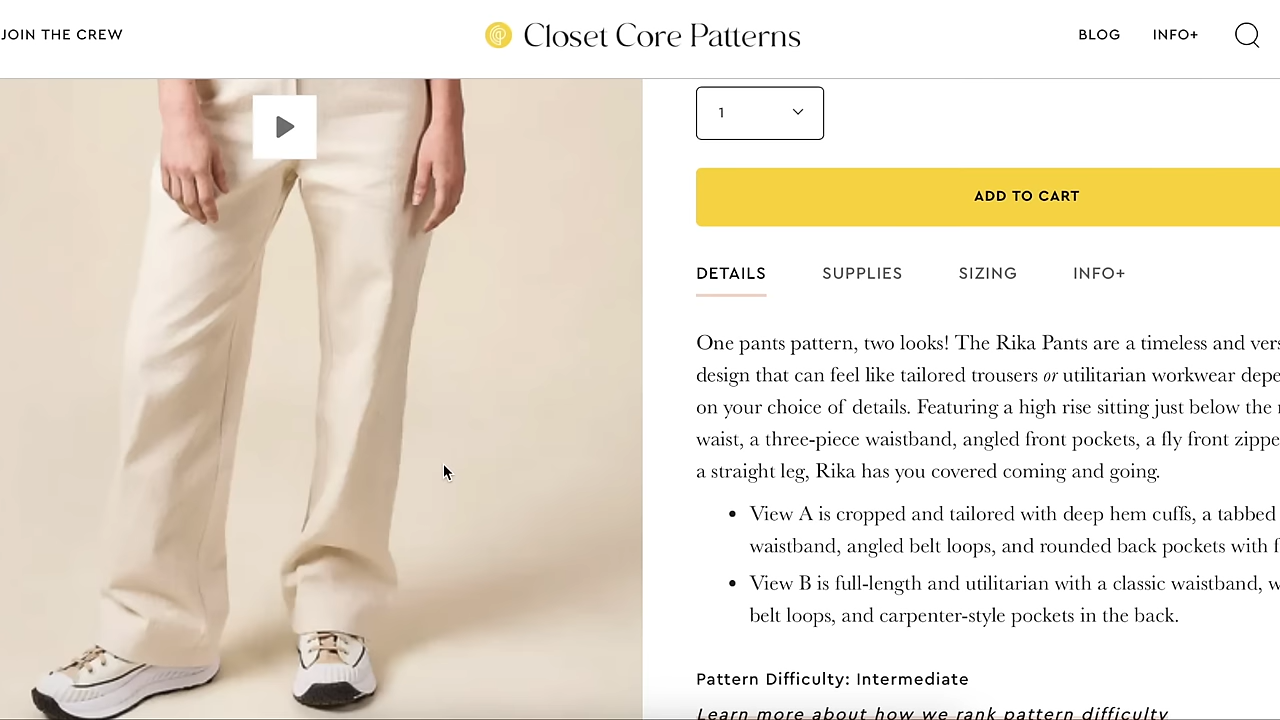 JOIN THE CREW
Closet Core Patterns
BLOG
INFO+
1
ADD TO CART
DETAILS
SUPPLIES
SIZING
INFO+
One pants pattern, two looks! The Rika Pants are a timeless and
design that can feel like tailored trousers or utilitarian workwear
on your choice of details. Featuring a high rise sitting just below the
waist, a three-piece waistband, angled front pockets, a fly front
a straight leg, Rika has you covered coming and going.
View A is cropped and tailored with deep hem cuffs, a tabbed
waistband, angled belt loops, and rounded back pockets with
View B is full-length and utilitarian with a classic waistband,
belt loops, and carpenter-style pockets in the back.
Pattern Difficulty: Intermediate
Learn more about how we rank pattern difficulty